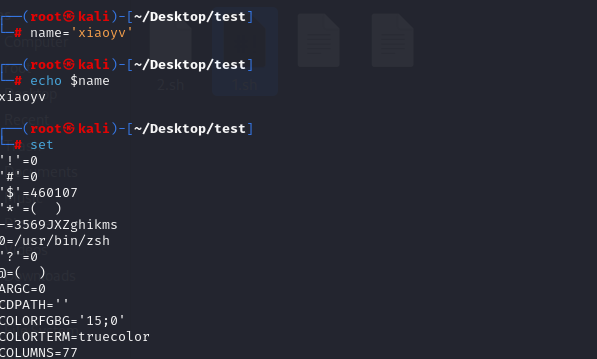 ┌──(root㉿kali)-[~/Desktop/test]
└─# name='xiaoyv'
┌──(root㉿kali)-[~/Desktop/test]
└─# echo $name
xiaoyv
┌──(root㉿kali)-[~/Desktop/test]
└─# set
'!'=0
'#'=0
'$'=460107
'*'=(  )
-=3569JXZghikms
0=/usr/bin/zsh
'?'=0
@=(  )
ARGC=0
CDPATH=''
COLORFGBG='15;0'
COLORTERM=truecolor
COLUMNS=77